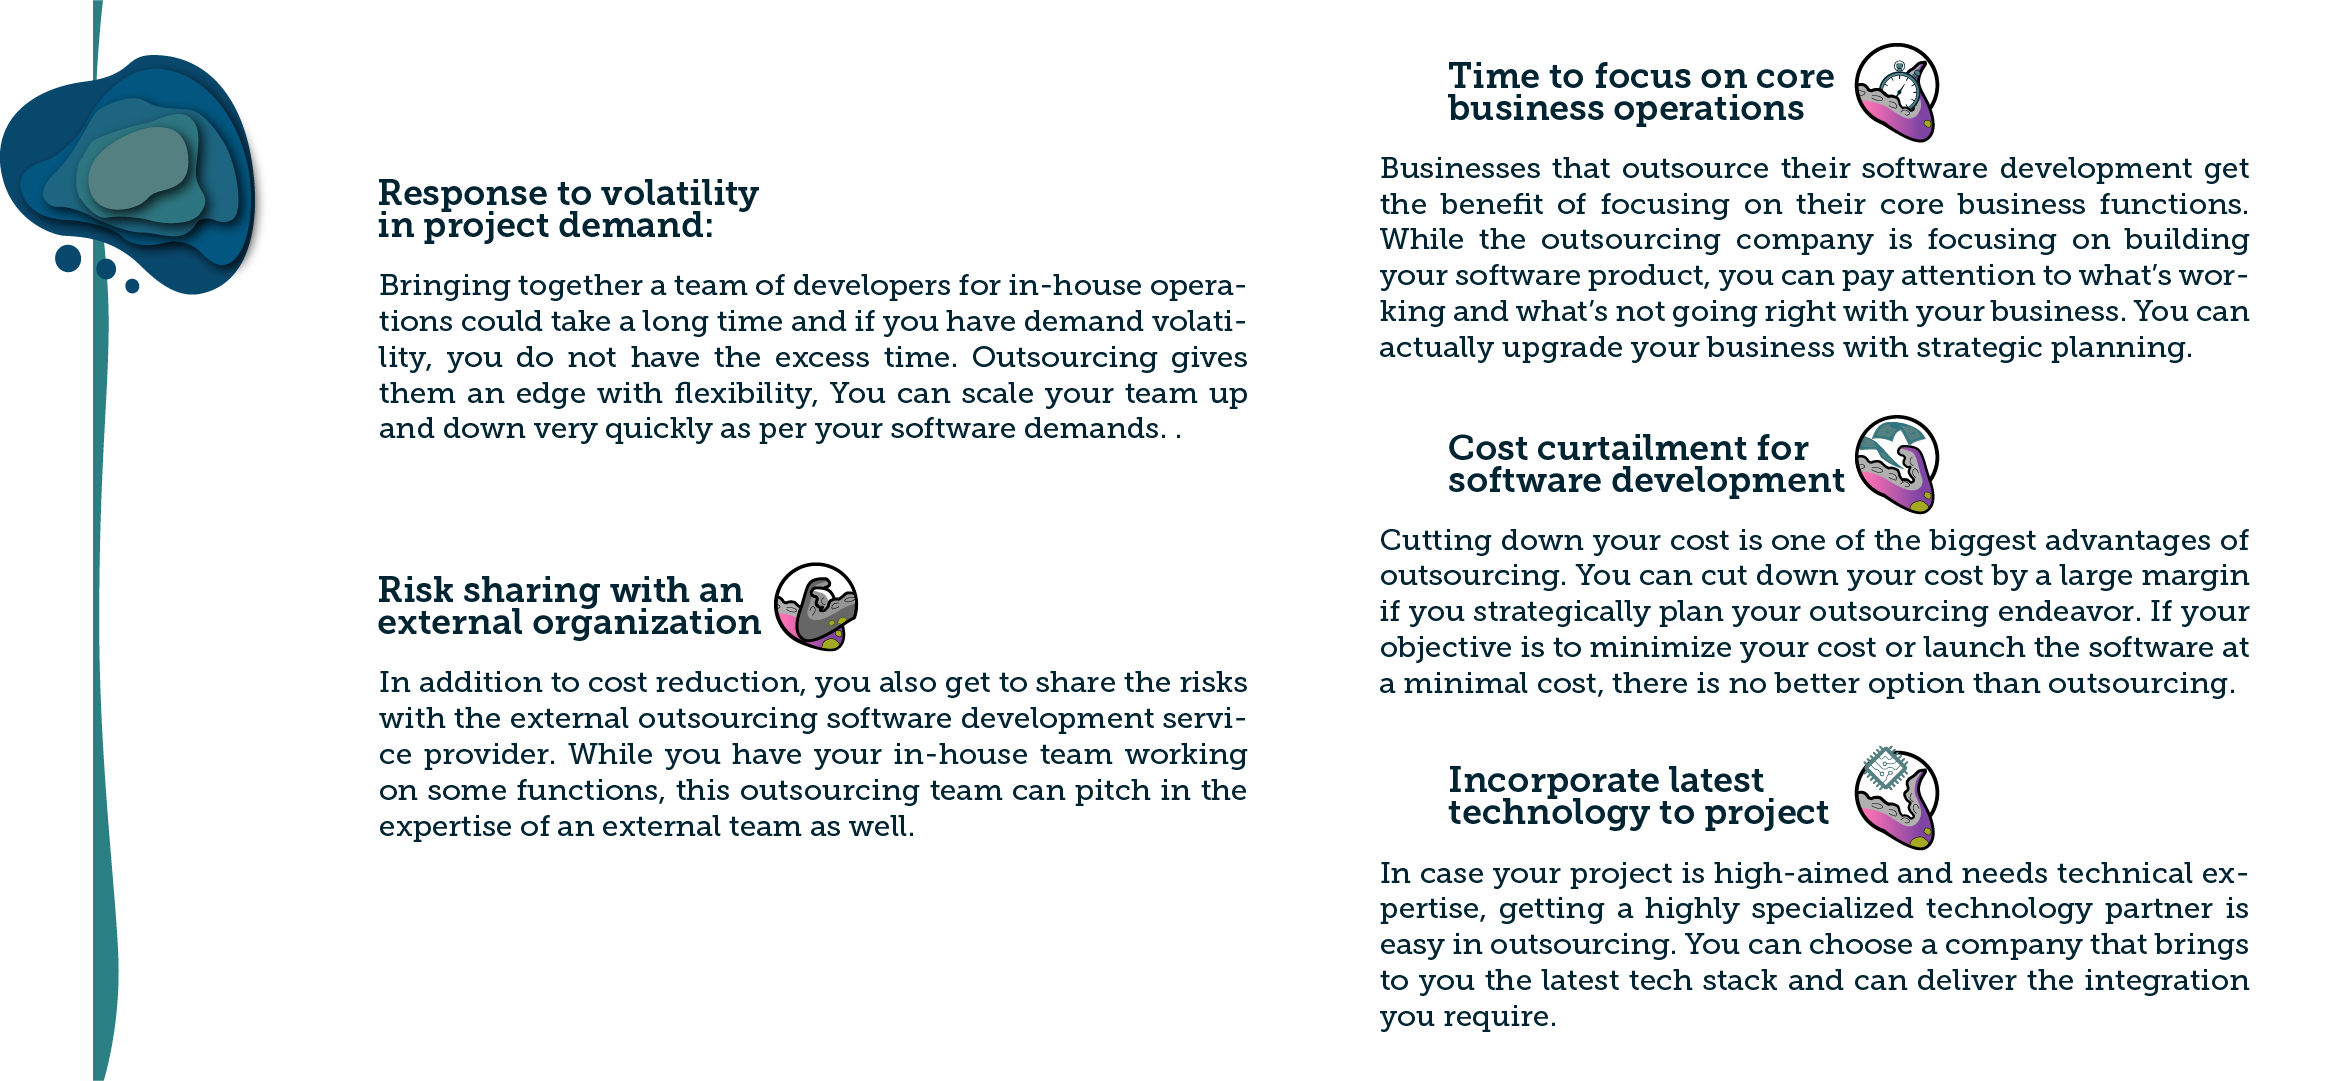 Response to volatility
in project demand:
Bringing together a team of developers for in-house opera-
tions could take a long time and if you have demand volati-
lity, you do not have the excess time. Outsourcing gives
them an edge with flexibility, You can scale your team up
and down very quickly as per your software demands. .
Risk sharing with an
external organization
In addition to cost reduction, you also get to share the risks
with the external outsourcing software development servi-
ce provider. While you have your in-house team working
on some functions, this outsourcing team can pitch in the
expertise of an external team as well.
Time to focus on core
business operations
Businesses that outsource their software development get
the benefit of focusing on their core business functions.
While the outsourcing company is focusing on building
your software product, you can pay attention to what’s wor-
king and what’s not going right with your business. You can
actually upgrade your business with strategic planning.
Cost curtailment for
software development
Cutting down your cost is one of the biggest advantages of
outsourcing. You can cut down your cost by a large margin
if you strategically plan your outsourcing endeavor. If your
objective is to minimize your cost or launch the software at
a minimal cost, there is no better option than outsourcing.
Incorporate latest
technology to project
In case your project is high-aimed and needs technical ex-
pertise, getting a highly specialized technology partner is
easy in outsourcing. You can choose a company that brings
to you the latest tech stack and can deliver the integration
you require.